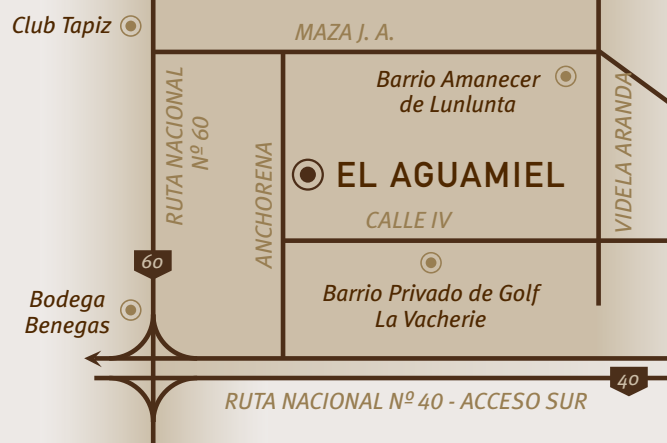 Club Tapiz
MAZA J. A.
Barrio Amanecer
de Lunlunta
RUTA NACIONAL
Nº 60
VIDELA ARANDA
ANCHORENA
EL AGUAMIEL
CALLE IV
60
Barrio Privado de Golf
La Vacherie
Bodega
Benegas
40
RUTA NACIONAL Nº 40 - ACCESO SUR